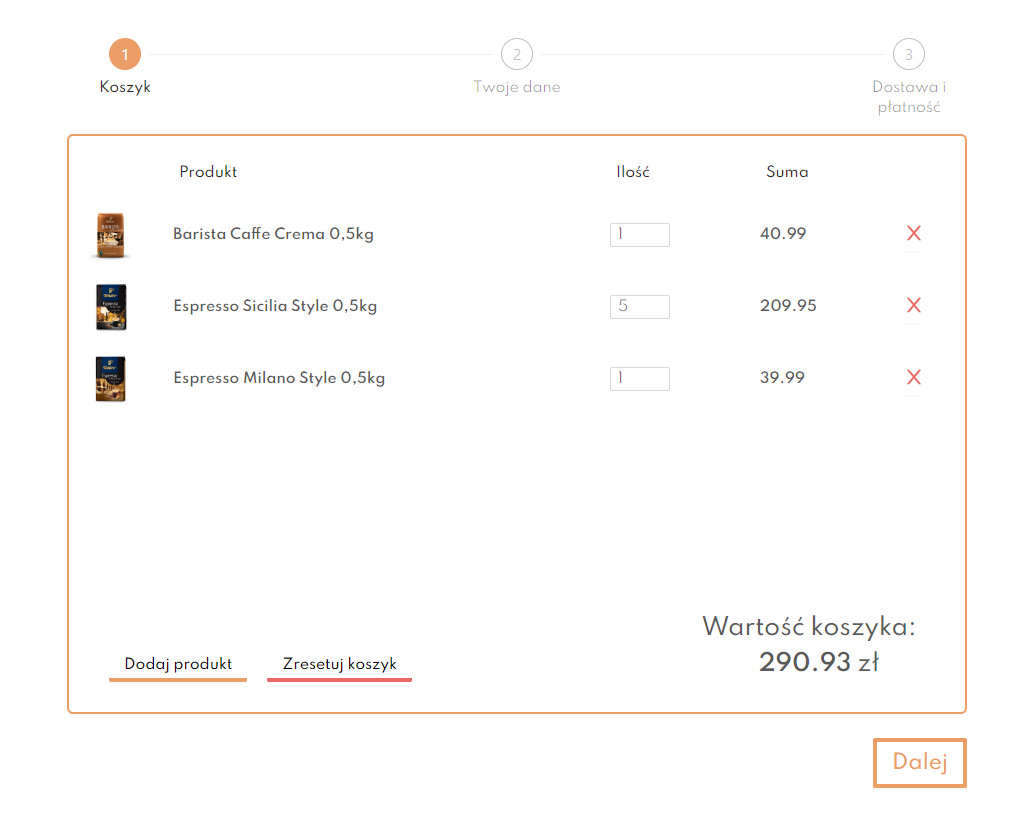 1
2
3
Koszyk
Twoje dane
Dostawa i
płatność
Produkt Ilość Suma
Barista Caffe Crema 0,5kg 1 40.99 X
Espresso Sicilia Style 0,5kg 5 209.95 X
Espresso Milano Style 0,5kg 1 39.99 X
Wartość koszyka:
290.93 zł
Dodaj produkt Zresetuj koszyk
Dalej